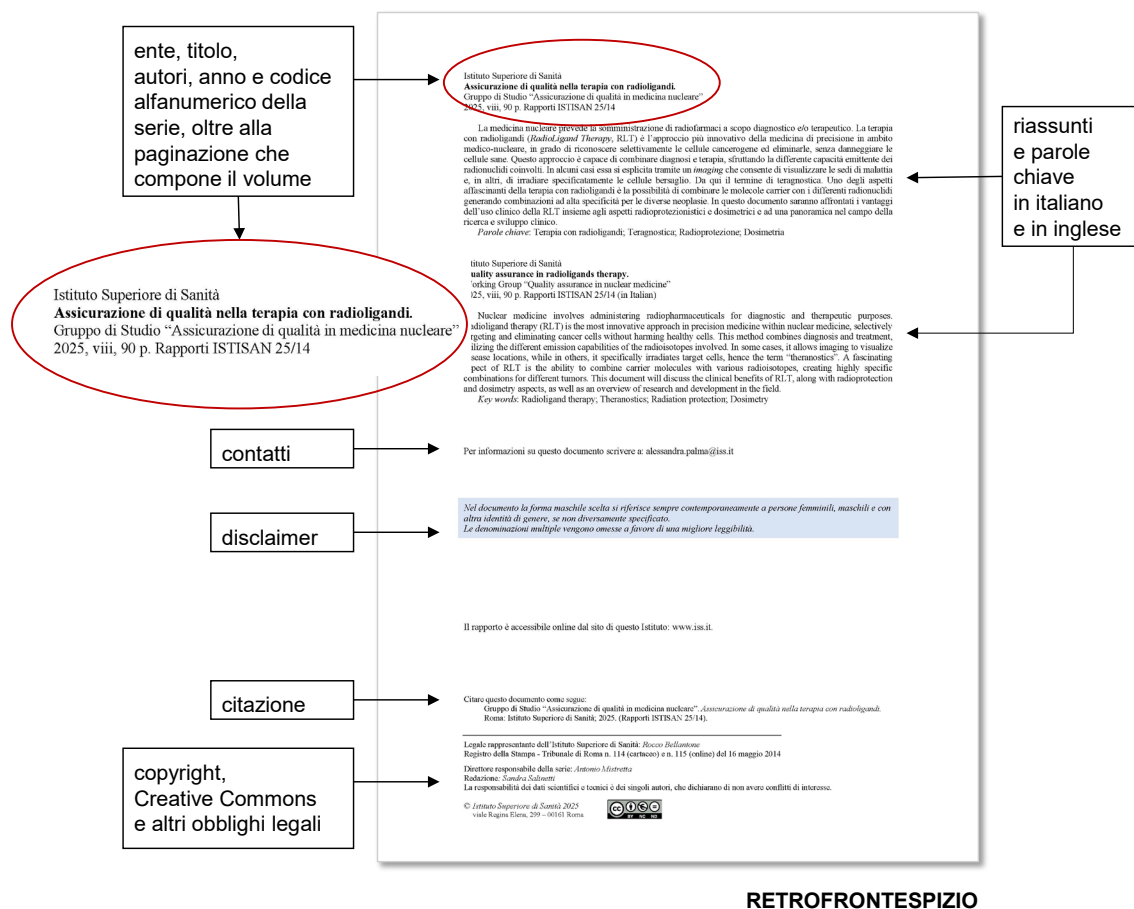 ente, titolo,
autori, anno e codice
alfanumerico della
serie, oltre alla
paginazione che
compone il volume
Istituto Superiore di Sanità
Assicurazione di qualità nella terapia con radioligandi.
Gruppo di Studio “Assicurazione di qualità in medicina nucleare”
2025, viii, 90 p. Rapporti ISTISAN 25/14
La medicina nucleare prevede la somministrazione di radiofarmaci a scopo diagnostico e/o terapeutico. La terapia
con radioligandi (RadioLigand Therapy, RLT) è l'approccio più innovativo della medicina di precisione in ambito
medico-nucleare, in grado di riconoscere selettivamente le cellule cancerogene ed eliminarle, senza danneggiare le
cellule sane. Questo approccio è capace di combinare diagnosi e terapia, sfruttando la differente capacità emittente dei
radionuclidi coinvolti. In alcuni casi essa si esplicita tramite un imaging che consente di visualizzare le sedi di malattia
e, in altri, di irradiare specificatamente le cellule bersaglio. Da qui il termine di teragnostica. Uno degli aspetti
affascinanti della terapia con radioligandi è la possibilità di combinare le molecole carrier con i differenti radionuclidi
generando combinazioni ad alta specificità per le diverse neoplasie. In questo documento saranno affrontati i vantaggi
dell'uso clinico della RLT insieme agli aspetti radioprotezionistici e dosimetrici e ad una panoramica nel campo della
ricerca e sviluppo clinico.
Parole chiave: Terapia con radioligandi; Teragnostica; Radioprotezione; Dosimetria
riassunti
e parole
chiave
in italiano
e in inglese
Istituto Superiore di Sanità
Assicurazione di qualità nella terapia con radioligandi.
Gruppo di Studio “Assicurazione di qualità in medicina nucleare”
2025, viii, 90 p. Rapporti ISTISAN 25/14
tituto Superiore di Sanità
uality assurance in radioligands therapy.
orking Group “Quality assurance in nuclear medicine”
025, viii, 90 p. Rapporti ISTISAN 25/14 (in Italian)
Nuclear medicine involves administering radiopharmaceuticals for diagnostic and therapeutic purposes.
adioligand therapy (RLT) is the most innovative approach in precision medicine within nuclear medicine, selectively
rgeting and eliminating cancer cells without harming healthy cells. This method combines diagnosis and treatment,
ilizing the different emission capabilities of the radioisotopes involved. In some cases, it allows imaging to visualize
sease locations, while in others, it specifically irradiates target cells, hence the term “theranostics”. A fascinating
pect of RLT is the ability to combine carrier molecules with various radioisotopes, creating highly specific
combinations for different tumors. This document will discuss the clinical benefits of RLT, along with radioprotection
and dosimetry aspects, as well as an overview of research and development in the field.
Key words: Radioligand therapy; Theranostics; Radiation protection; Dosimetry
contatti
Per informazioni su questo documento scrivere a: alessandra.palma@iss.it
disclaimer
Nel documento la forma maschile scelta si riferisce sempre contemporaneamente a persone femminili, maschili e con
altra identità di genere, se non diversamente specificato.
Le denominazioni multiple vengono omesse a favore di una migliore leggibilità.
Il rapporto è accessibile online dal sito di questo Istituto: www.iss.it.
citazione
Citare questo documento come segue:
Gruppo di Studio “Assicurazione di qualità in medicina nucleare”. Assicurazione di qualità nella terapia con radioligandi.
Roma: Istituto Superiore di Sanità; 2025. (Rapporti ISTISAN 25/14).
copyright,
Creative Commons
e altri obblighi legali
Legale rappresentante dell'Istituto Superiore di Sanità: Rocco Bellantone
Registro della Stampa - Tribunale di Roma n. 114 (cartaceo) e n. 115 (online) del 16 maggio 2014
Direttore responsabile della serie: Antonio Mistretta
Redazione: Sandra Salinetti
La responsabilità dei dati scientifici e tecnici è dei singoli autori, che dichiarano di non avere conflitti di interesse.
© Istituto Superiore di Sanità 2025
viale Regina Elena, 299 – 00161 Roma
cc
BY NC ND
RETROFRONTESPIZIO